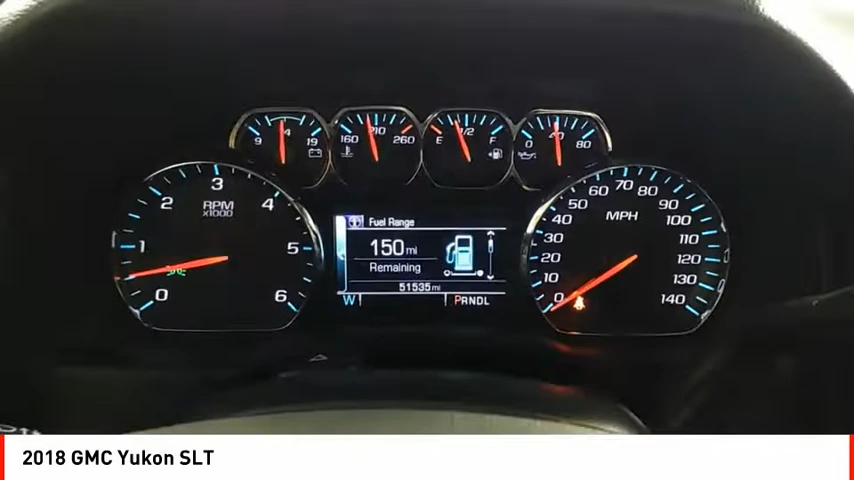 9 14 19
160 210 260
E 1/2 F
0 40 80
0 1 2 3 4 5 6
RPM
X1000
Fuel Range
150 mi
Remaining
51535 mi
W
PRNDL
0 10 20 30 40 50 60 70 80 90 100 110 120 130 140
MPH
2018 GMC Yukon SLT